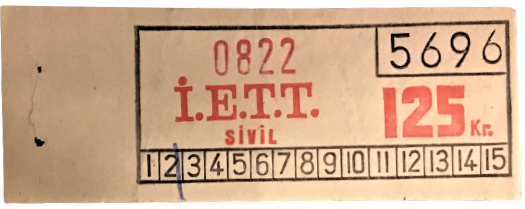 0822 5696
İ.E.T.T. 125 Kr.
SİVİL
1 2 3 4 5 6 7 8 9 10 11 12 13 14 15